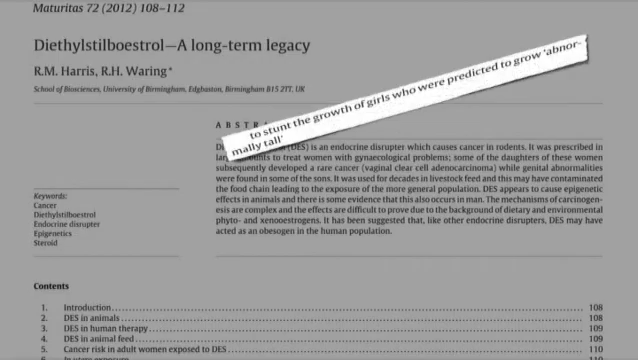 Maturitas 72 (2012) 108–112
Diethylstilboestrol—A long-term legacy
R.M. Harris, R.H. Waring*
School of Biosciences, University of Birmingham, Edgbaston, Birmingham B15 2TT, UK
to stunt the growth of girls who were predicted to grow 'abnor-
mally tall'
A B S T R
(DES) is an endocrine disrupter which causes cancer in rodents. It was prescribed in
to treat women with gynaecological problems; some of the daughters of these women
subsequently developed a rare cancer (vaginal clear cell adenocarcinoma) while genital abnormalities
were found in some of the sons. It was used for decades in livestock feed and this may have contaminated
the food chain leading to the exposure of the more general population. DES appears to cause epigenetic
effects in animals and there is some evidence that this also occurs in man. The mechanisms of carcinogen-
esis are complex and the effects are difficult to prove due to the background of dietary and environmental
phyto- and xenooestrogens. It has been suggested that, like other endocrine disrupters, DES may have
acted as an obesogen in the human population.
Keywords:
Cancer
Diethylstilboestrol
Endocrine disrupter
Epigenetics
Steroid
Contents
1. Introduction 108
2. DES in animals 108
3. DES in human therapy 109
4. DES in animal feed 109
5. Cancer risk in adult women exposed to DES 110